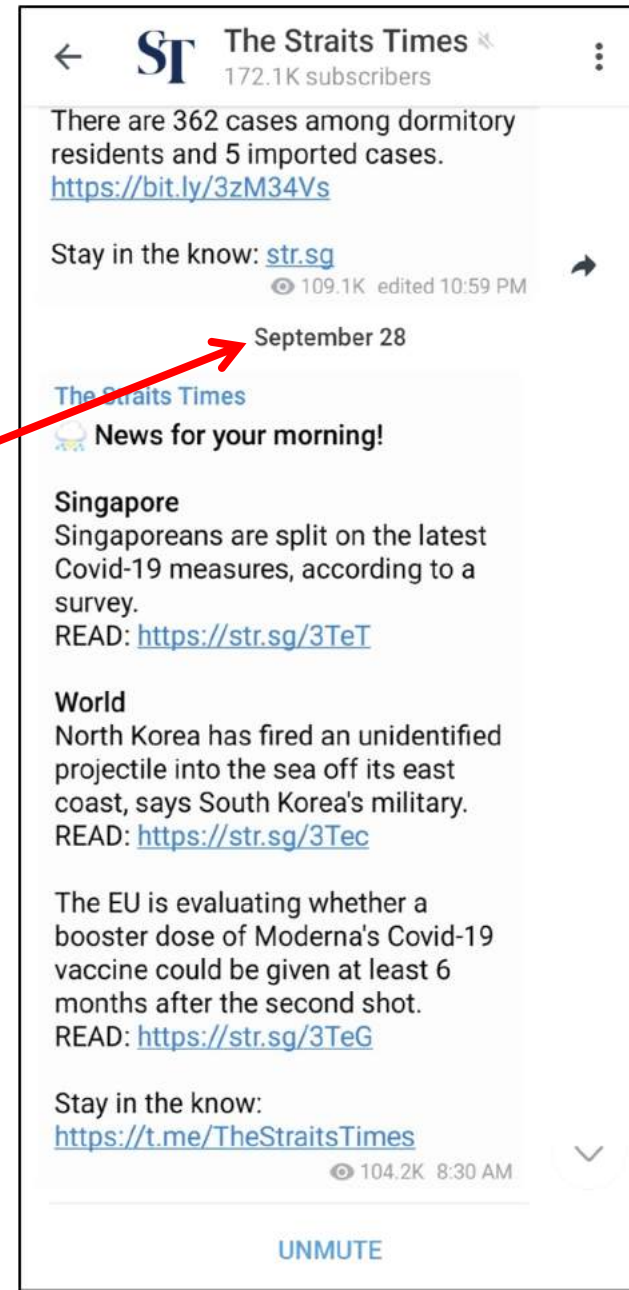 ST The Straits Times
172.1K subscribers
There are 362 cases among dormitory
residents and 5 imported cases.
https://bit.ly/3zM34Vs
Stay in the know: str.sg
109.1K edited 10:59 PM
September 28
The Straits Times
News for your morning!
Singapore
Singaporeans are split on the latest
Covid-19 measures, according to a
survey.
READ: https://str.sg/3TeT
World
North Korea has fired an unidentified
projectile into the sea off its east
coast, says South Korea's military.
READ: https://str.sg/3Tec
The EU is evaluating whether a
booster dose of Moderna's Covid-19
vaccine could be given at least 6
months after the second shot.
READ: https://str.sg/3TeG
Stay in the know:
https://t.me/TheStraitsTimes
104.2K 8:30 AM
UNMUTE